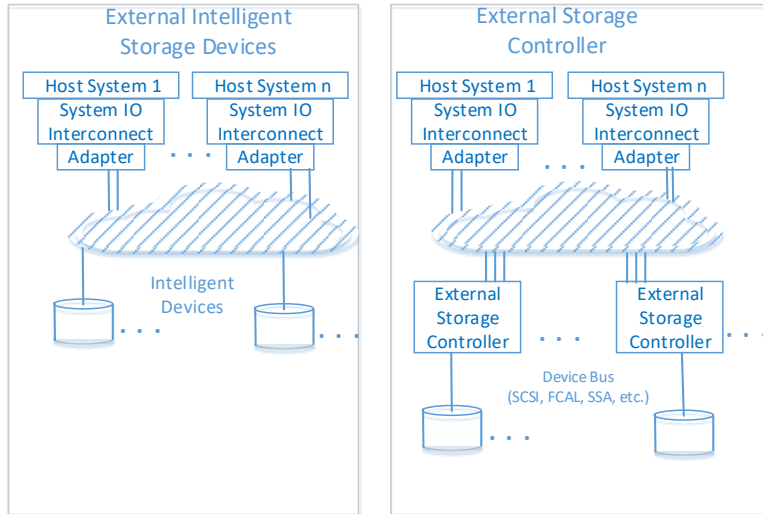 External Intelligent
Storage Devices
Host System 1
System IO
Interconnect
Adapter
. . .
Host System n
System IO
Interconnect
Adapter
Intelligent
Devices
. . .
. . .
External Storage
Controller
Host System 1
System IO
Interconnect
Adapter
. . .
Host System n
System IO
Interconnect
Adapter
External
Storage
Controller
. . .
External
Storage
Controller
. . .
Device Bus
(SCSI, FCAL, SSA, etc.)
. . .